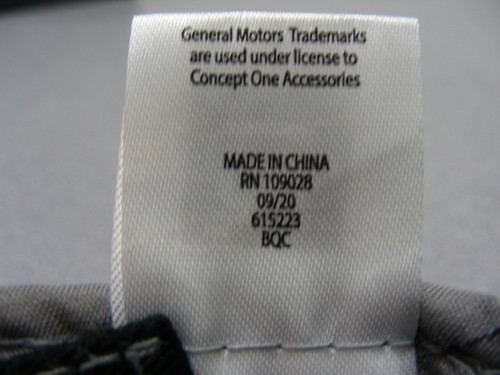 General Motors Trademarks
are used under license to
Concept One Accessories
MADE IN CHINA
RN 109028
09/20
615223
BQC